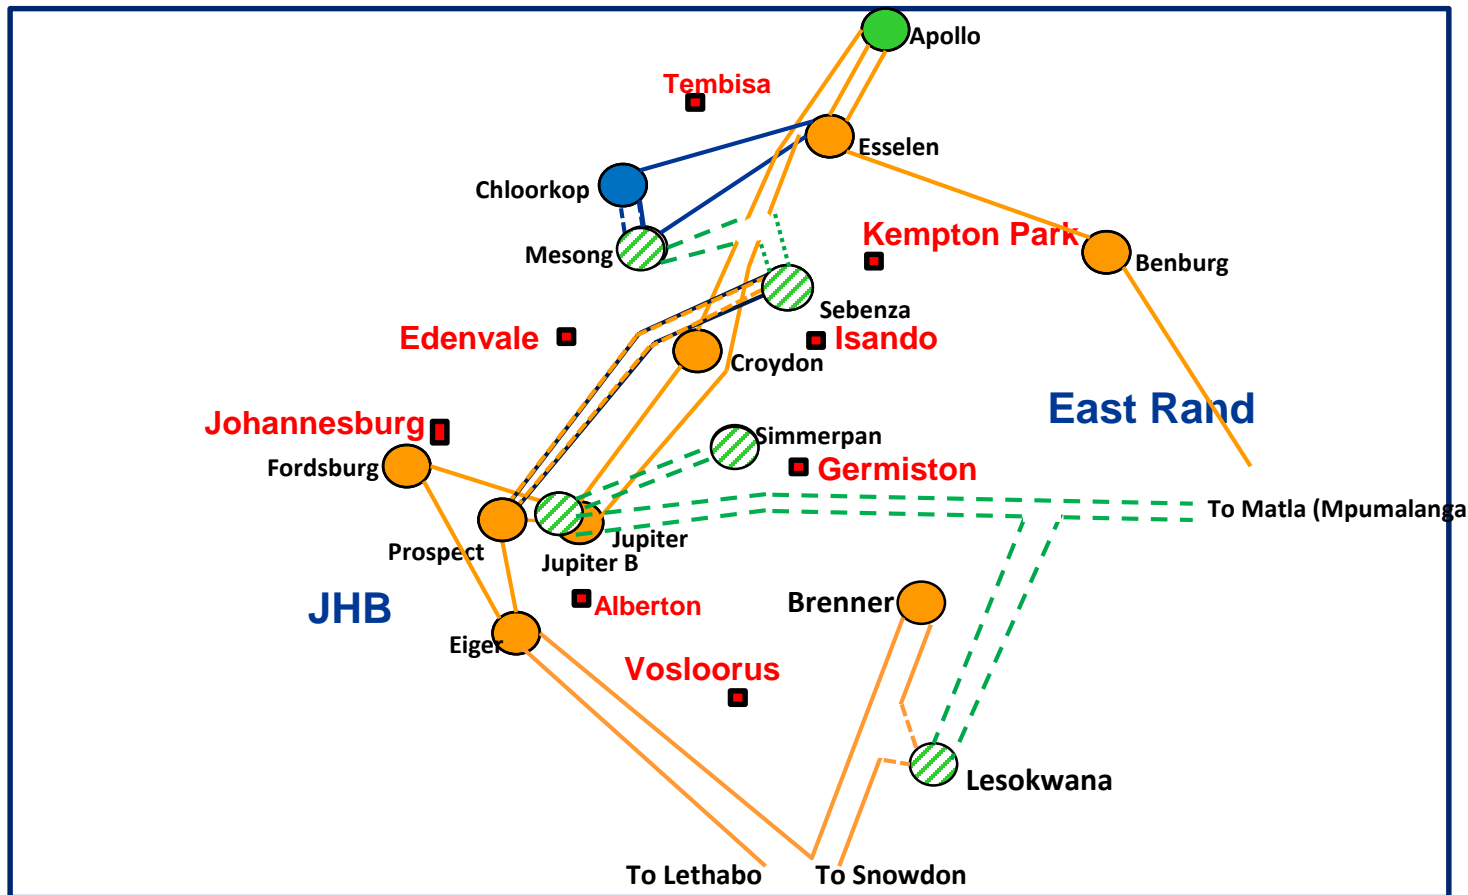 Apollo
Tembisa
Esselen
Chloorkop
Kempton Park
Mesong
Benburg
Sebenza
Edenvale
Isando
Croydon
East Rand
Johannesburg
Simmerpan
Fordsburg
Germiston
To Matla (Mpumalanga
Jupiter
Prospect
Jupiter B
Brenner
Alberton
JHB
Eiger
Vosloorus
Lesokwana
To Lethabo
To Snowdon